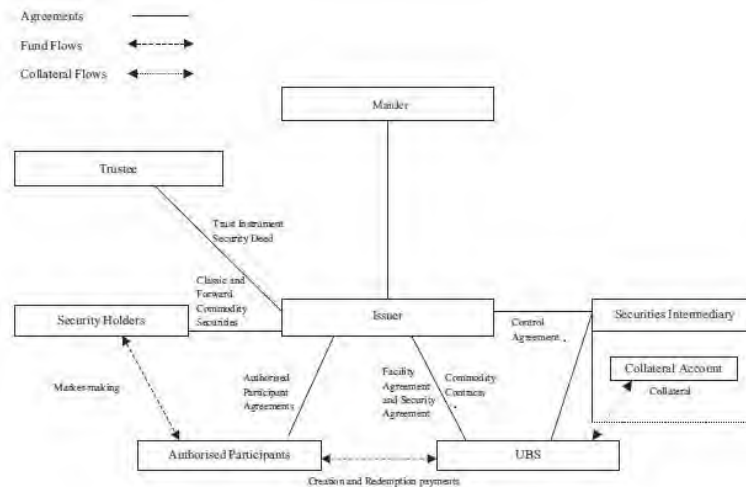 Agreements
Fund Flows
Collateral Flows
Trustee
Trust Instrument
Security Deed
Classic and
Forward
Commodity
Securities
Security Holders
Issuer
Control
Agreement
Securities Intermediary
Collateral Account
Collateral
Market-making
Authorised
Participant
Agreements
Facility
Agreement
and Security
Agreement
Commodity
Contracts
Authorised Participants
UBS
Creation and Redemption payments